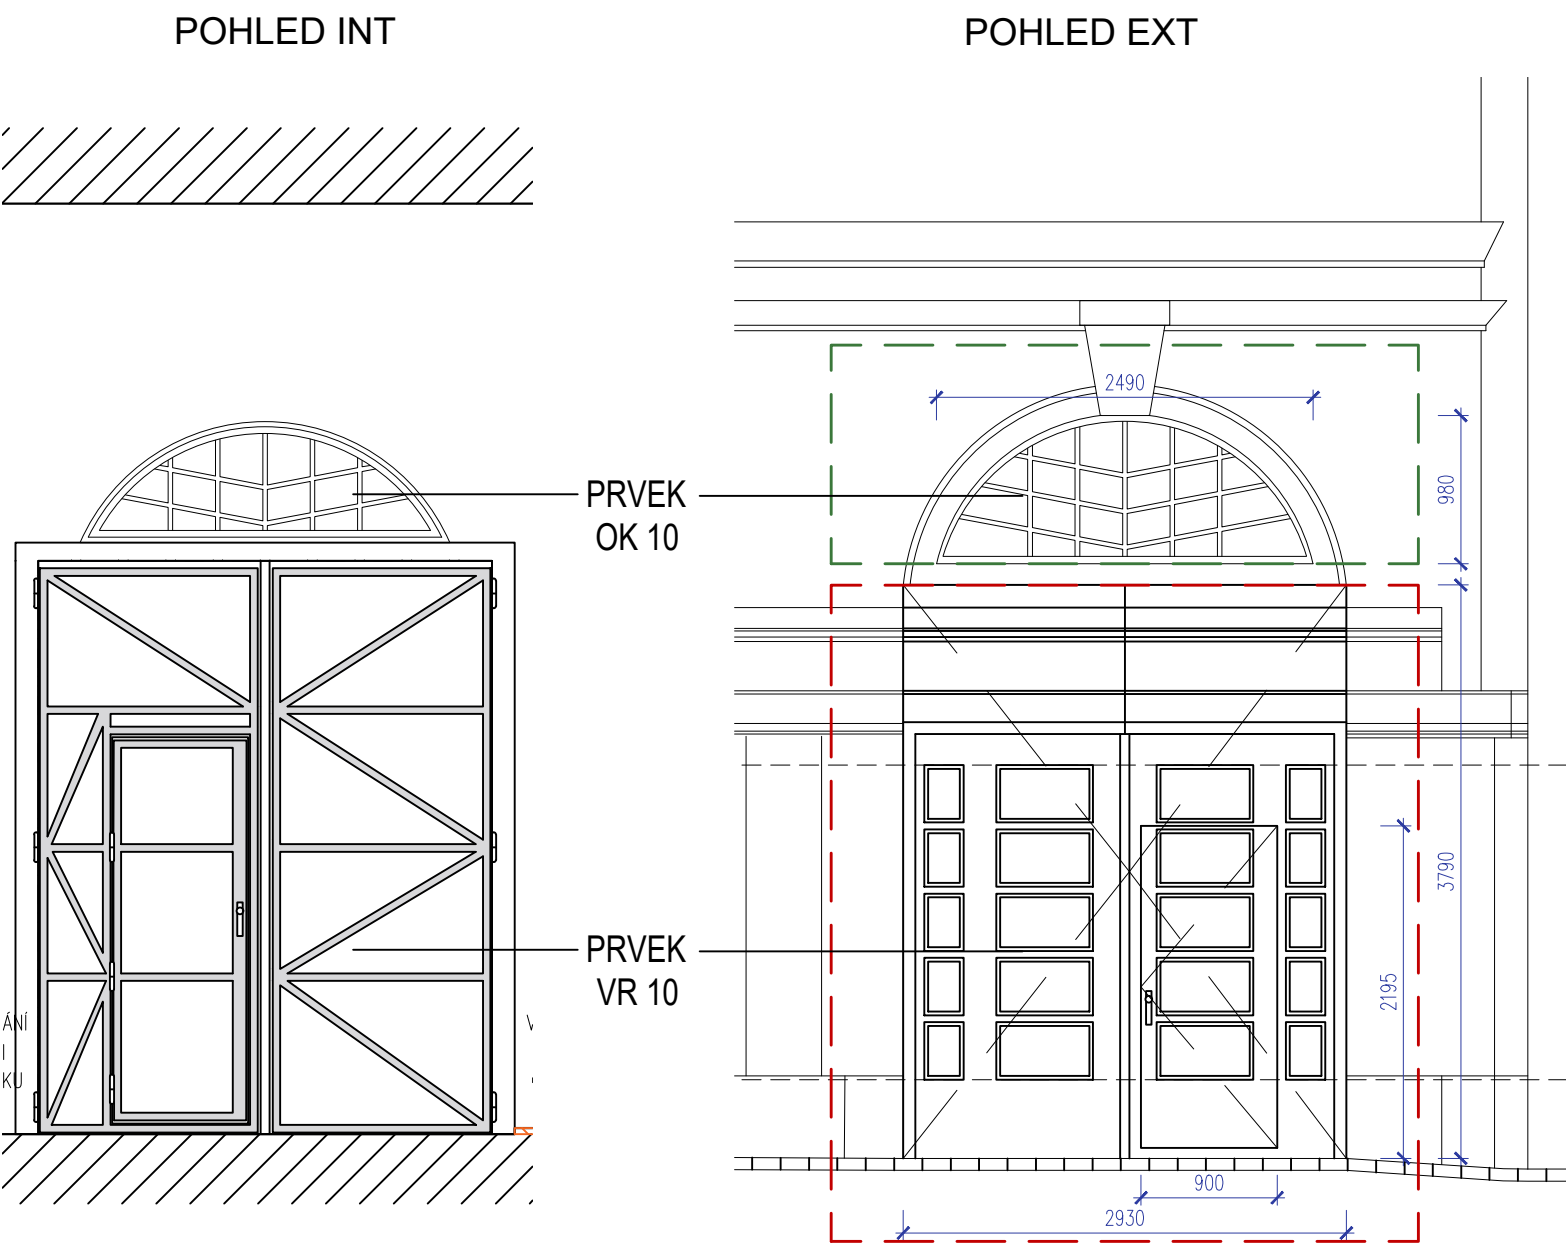 POHLED INT
POHLED EXT
2490
980
PRVEK
OK 10
3790
PRVEK
VR 10
2195
ÁNÍ
I
KU
V
900
2930